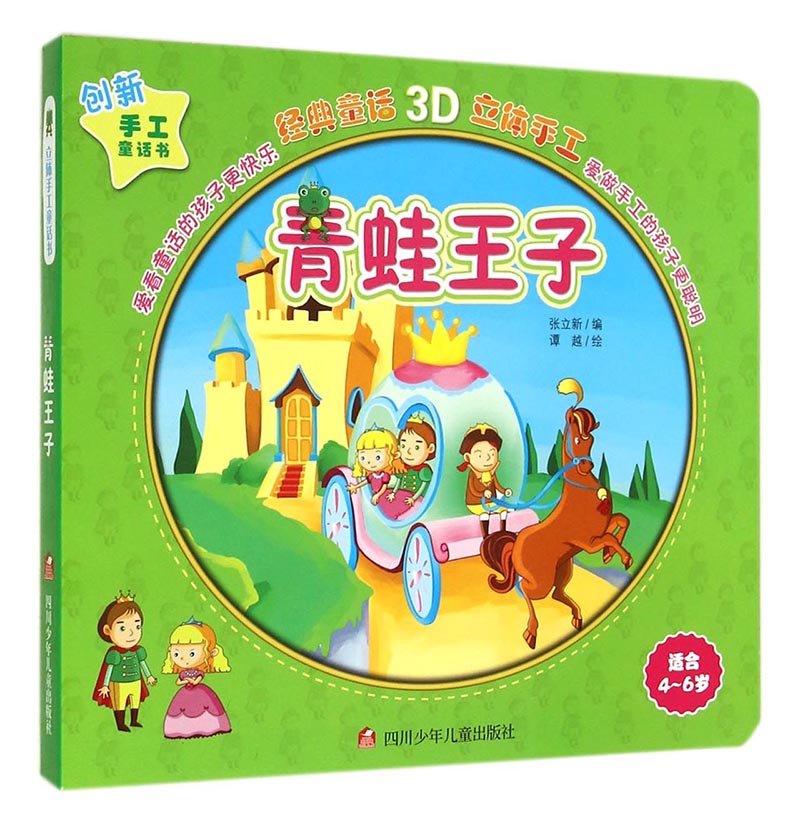 创新
手工
童话书
经典童话 3D 立体手工
爱看童话的孩子更快乐
爱做手工的孩子更聪明
青蛙王子
张立新/编
谭 越/绘
适合
4~6岁
四川少年儿童出版社
立体手工童话书
青蛙王子
四川少年儿童出版社